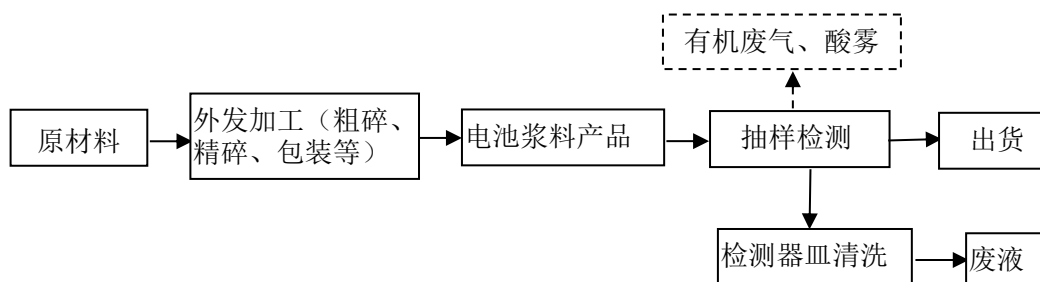 有机废气、酸雾
原材料
外发加工（粗碎、
精碎、包装等）
电池浆料产品
抽样检测
出货
检测器皿清洗
废液